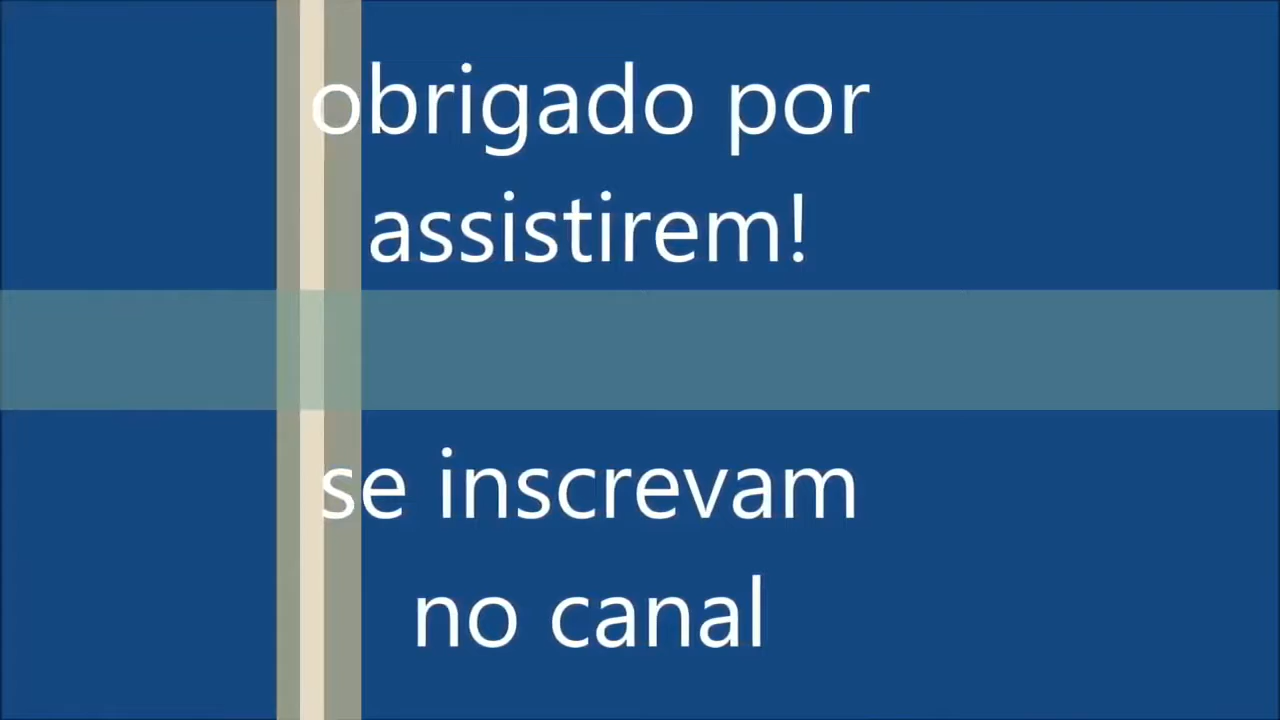 obrigado por
assistirem!
se inscrevam
no canal